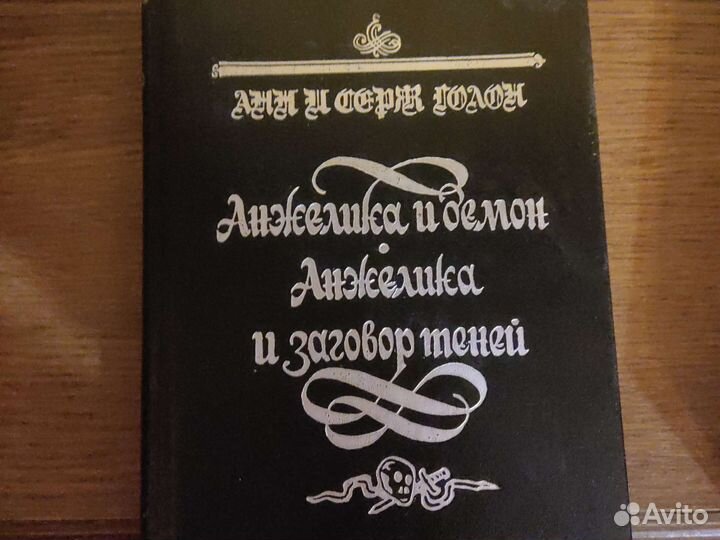 Анн и Серж Голон
Анжелика и демон
Анжелика
и заговор теней
Avito